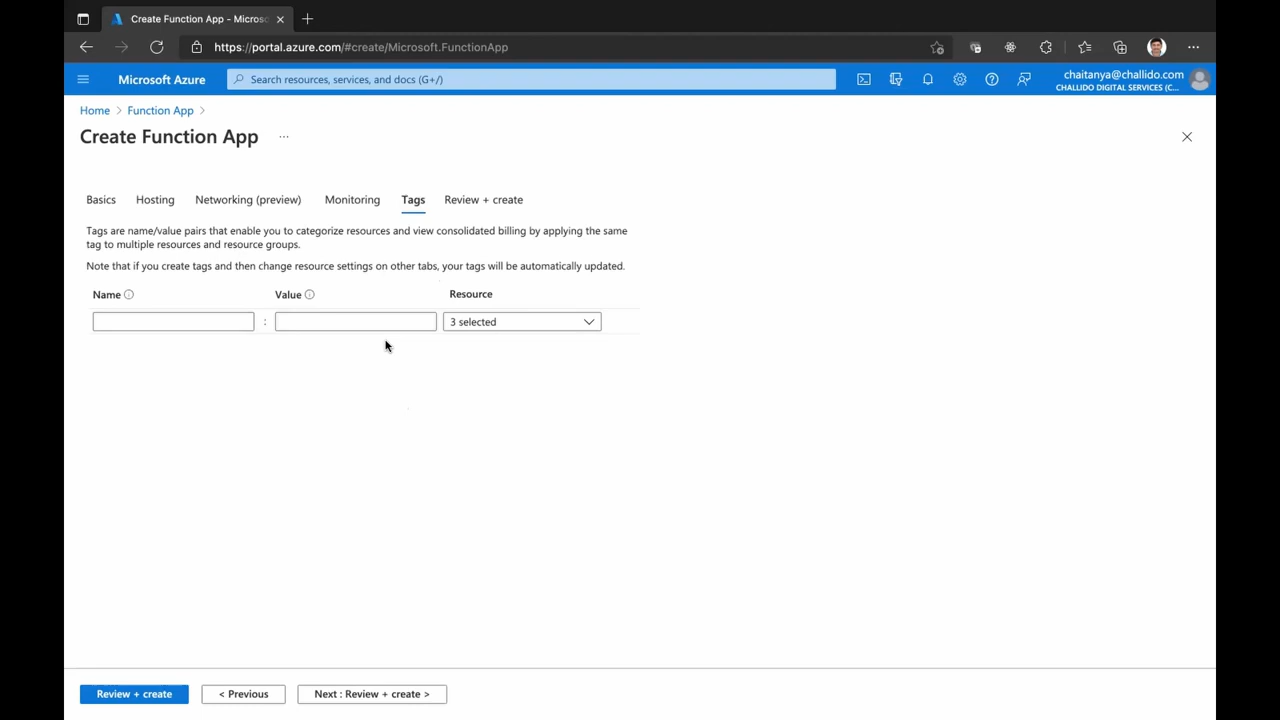 Create Function App - Micros
https://portal.azure.com/#create/Microsoft.FunctionApp
Microsoft Azure
Search resources, services, and docs (G+/)
chaitanya@challido.com
CHALLIDO DIGITAL SERVICES (C...
Home > Function App >
Create Function App ...
Basics Hosting Networking (preview) Monitoring Tags Review + create
Tags are name/value pairs that enable you to categorize resources and view consolidated billing by applying the same
tag to multiple resources and resource groups.
Note that if you create tags and then change resource settings on other tabs, your tags will be automatically updated.
Name Value Resource
: 3 selected
Review + create < Previous Next : Review + create >